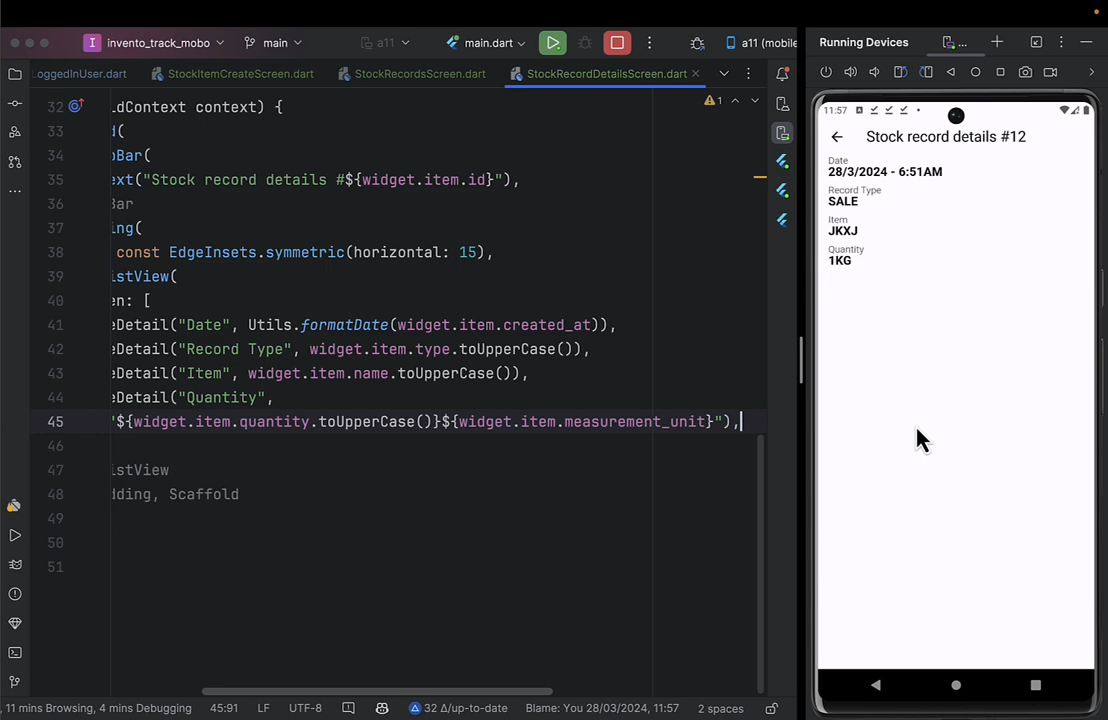 invento_track_mobo
main
a11
main.dart
a11 (mobile
Running Devices
...
LoggedInUser.dart
StockItemCreateScreen.dart
StockRecordsScreen.dart
StockRecordDetailsScreen.dart
1
32 ldContext context) {
33 d(
34 pBar(
35 ext("Stock record details #${widget.item.id}"),
36 Bar
37 ing(
38 const EdgeInsets.symmetric(horizontal: 15),
39 istView(
40 en: [
41 eDetail("Date", Utils.formatDate(widget.item.created_at)),
42 eDetail("Record Type", widget.item.type.toUpperCase()),
43 eDetail("Item", widget.item.name.toUpperCase()),
44 eDetail("Quantity",
45 "${widget.item.quantity.toUpperCase()}${widget.item.measurement_unit}"),
46
47 istView
48 dding, Scaffold
49
50
51
11:57
Stock record details #12
Date
28/3/2024 - 6:51AM
Record Type
SALE
Item
JKXJ
Quantity
1KG
, 11 mins Browsing, 4 mins Debugging
45:91
LF
UTF-8
32 Δ/up-to-date
Blame: You 28/03/2024, 11:57
2 spaces